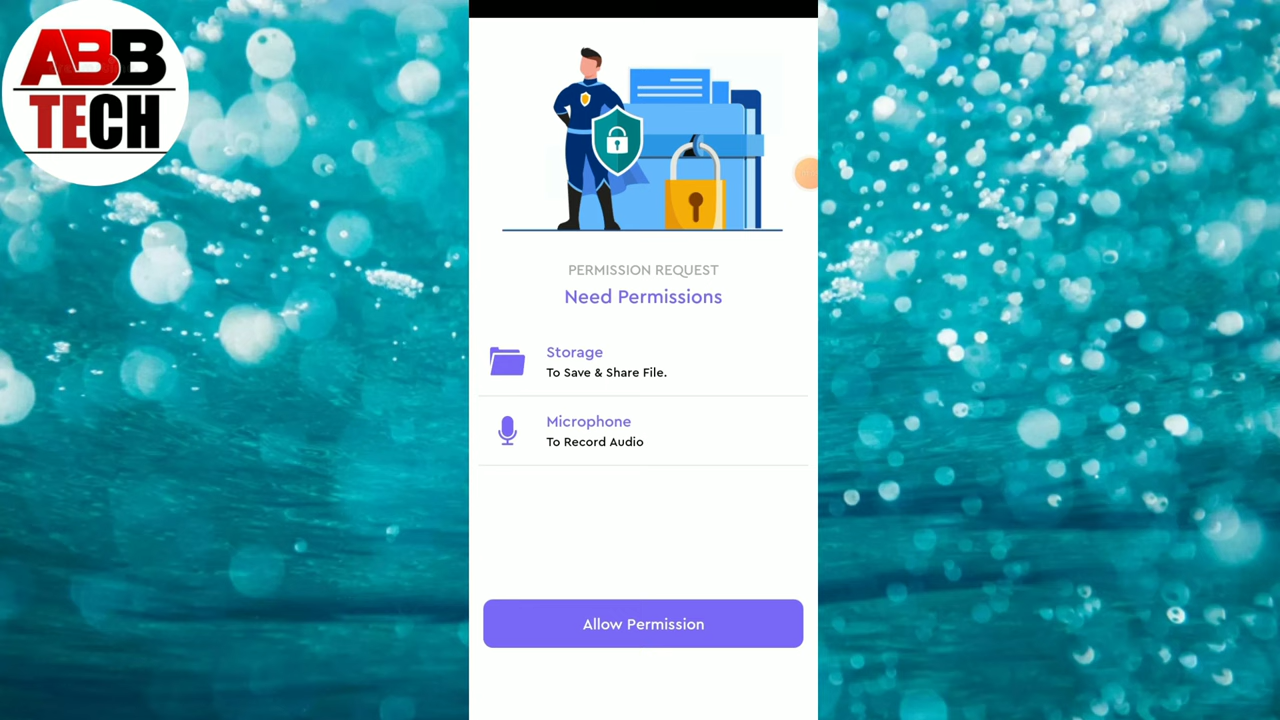 ABB
TECH
PERMISSION REQUEST
Need Permissions
Storage
To Save & Share File.
Microphone
To Record Audio
Allow Permission